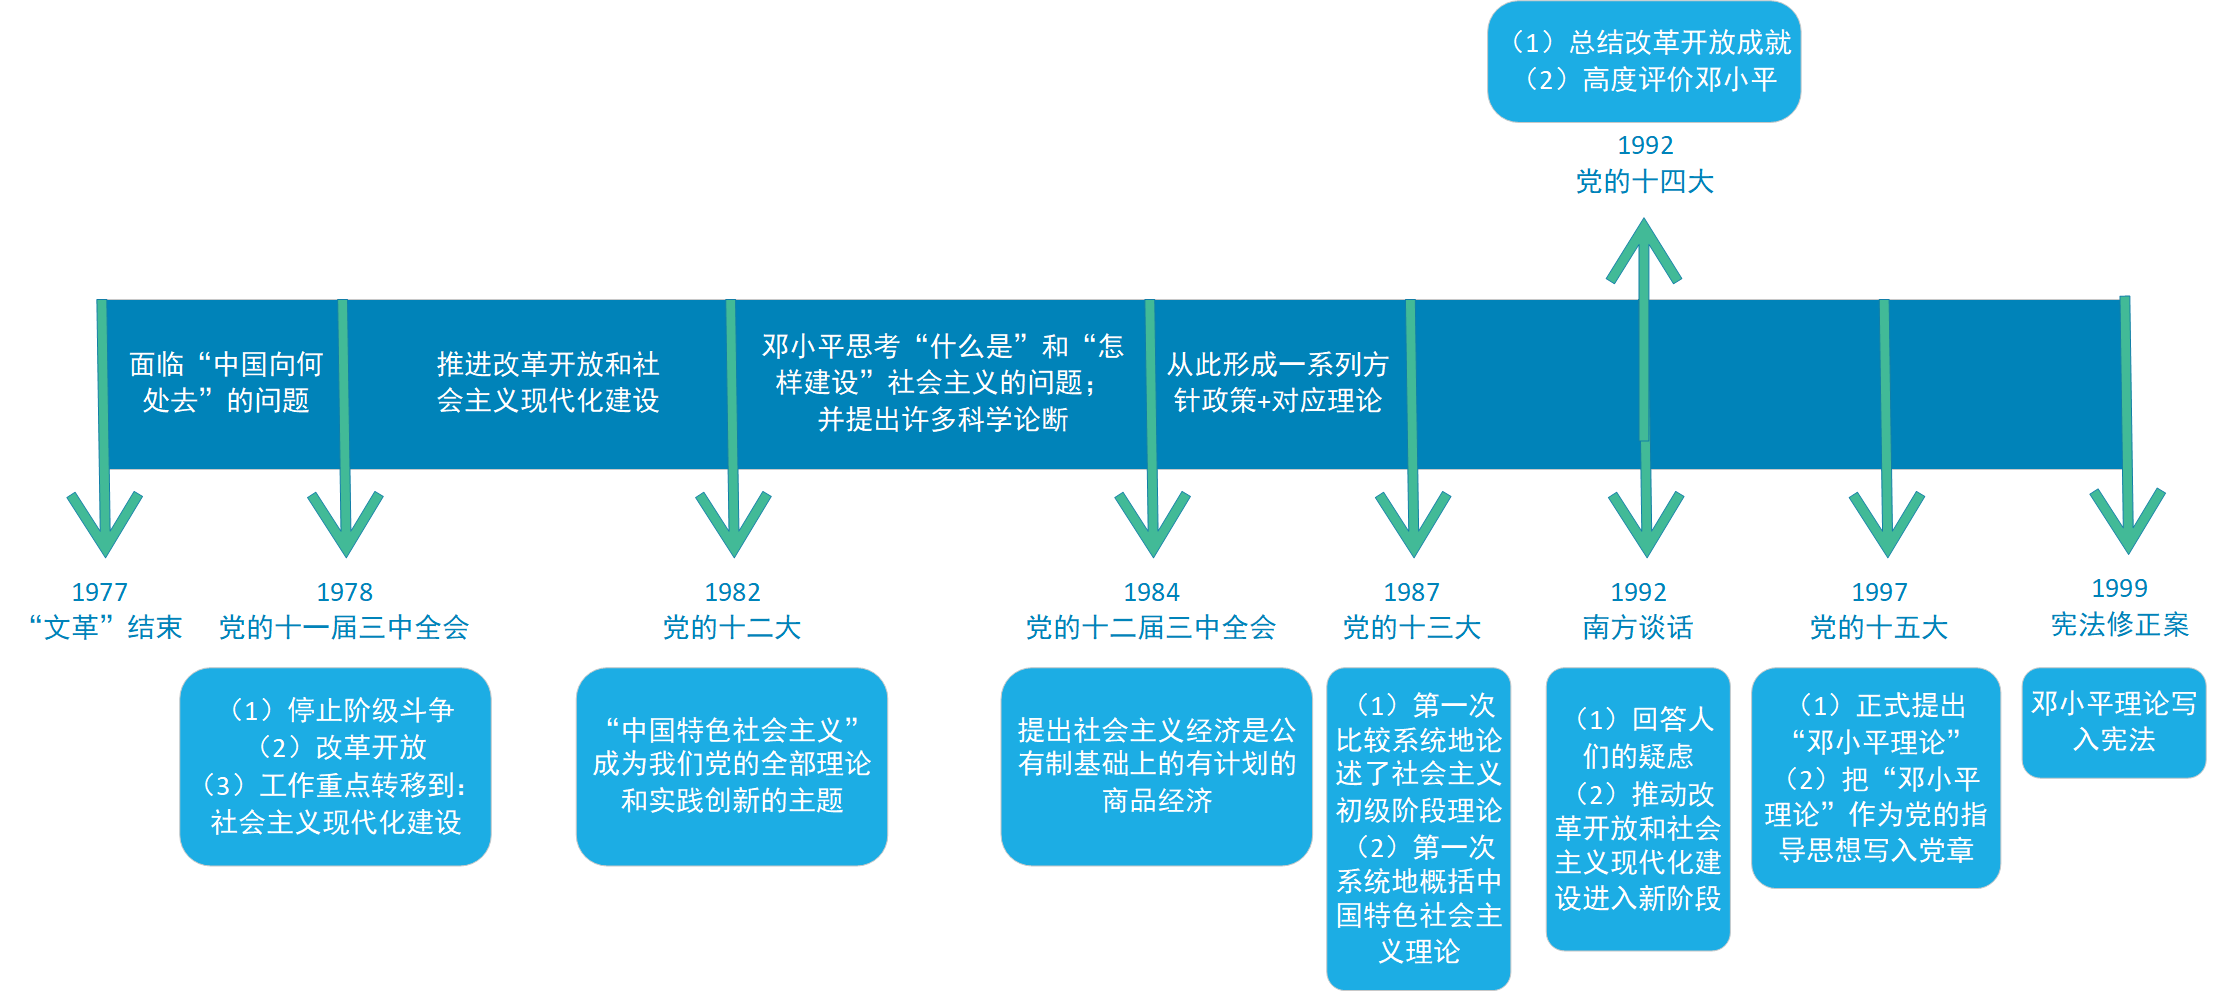 （1）总结改革开放成就
（2）高度评价邓小平
1992
党的十四大
面临“中国向何
处去”的问题
推进改革开放和社
会主义现代化建设
邓小平思考“什么是”和“怎
样建设”社会主义的问题；
并提出许多科学论断
从此形成一系列方
针政策+对应理论
1977
“文革”结束
1978
党的十一届三中全会
（1）停止阶级斗争
（2）改革开放
（3）工作重点转移到：
社会主义现代化建设
1982
党的十二大
“中国特色社会主义”
成为我们党的全部理论
和实践创新的主题
1984
党的十二届三中全会
提出社会主义经济是公
有制基础上的有计划的
商品经济
1987
党的十三大
（1）第一次
比较系统地论
述了社会主义
初级阶段理论
（2）第一次
系统地概括中
国特色社会主
义理论
1992
南方谈话
（1）回答人
们的疑虑
（2）推动改
革开放和社会
主义现代化建
设进入新阶段
1997
党的十五大
（1）正式提出
“邓小平理论”
（2）把“邓小平
理论”作为党的指
导思想写入党章
1999
宪法修正案
邓小平理论写
入宪法